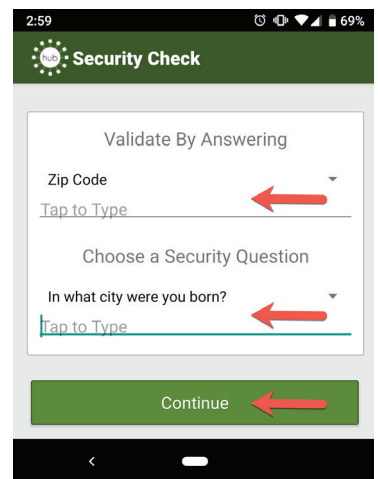 2:59 69%
hub Security Check
Validate By Answering
Zip Code
Tap to Type
Choose a Security Question
In what city were you born?
Tap to Type
Continue